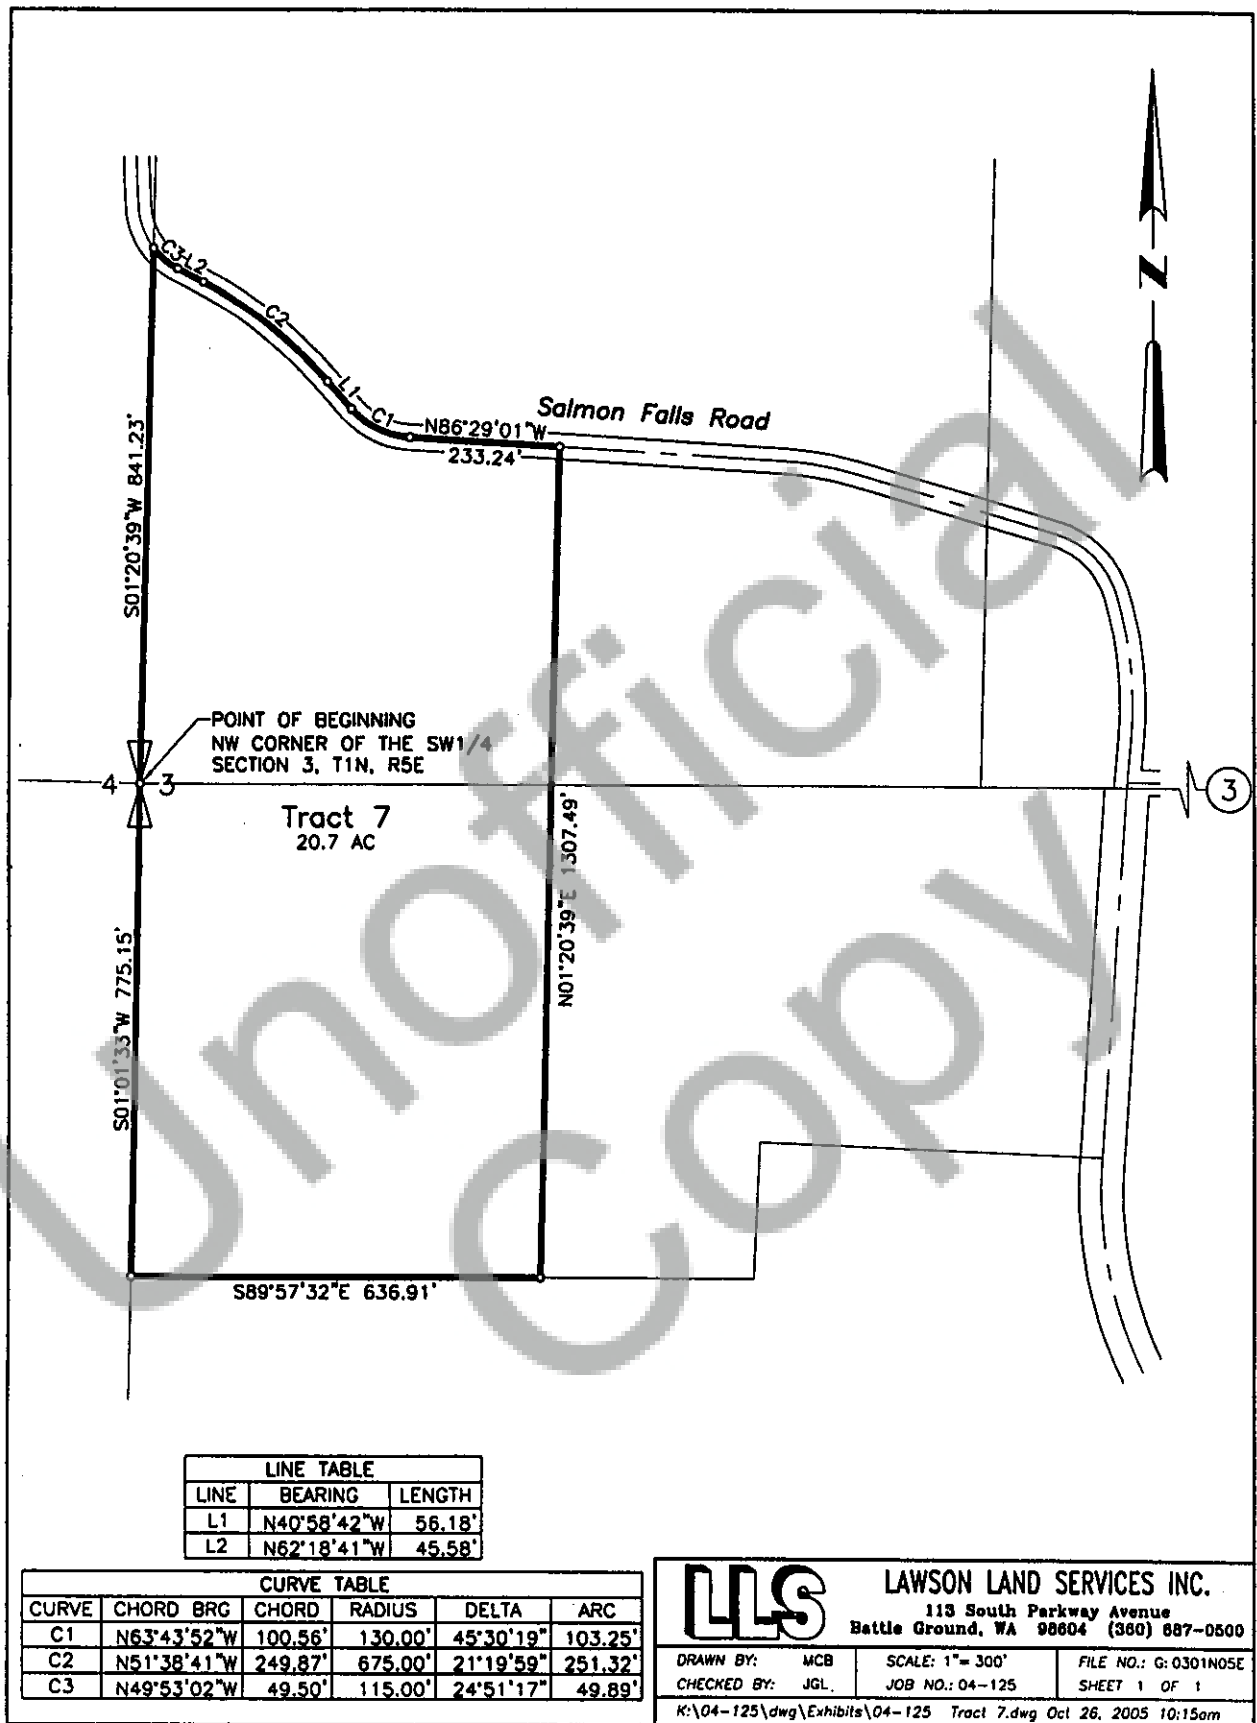 C3
L2
C2
L1
C1
N86°29'01"W
233.24'
Salmon Falls Road
N
S01°20'39"W 841.23'
POINT OF BEGINNING
NW CORNER OF THE SW1/4
SECTION 3, T1N, R5E
4 3
3
Tract 7
20.7 AC
N01°20'39"E 1307.49'
S01°01'33"W 775.15'
S89°57'32"E 636.91'
Unofficial
Copy
LINE TABLE
LINE BEARING LENGTH
L1 N40°58'42"W 56.18'
L2 N62°18'41"W 45.58'
CURVE TABLE
CURVE CHORD BRG CHORD RADIUS DELTA ARC
C1 N63°43'52"W 100.56' 130.00' 45°30'19" 103.25'
C2 N51°38'41"W 249.87' 675.00' 21°19'59" 251.32'
C3 N49°53'02"W 49.50' 115.00' 24°51'17" 49.89'
LLS
LAWSON LAND SERVICES INC.
113 South Parkway Avenue
Battle Ground, WA 98604 (360) 687-0500
DRAWN BY: MCB SCALE: 1"= 300' FILE NO.: G: 0301N05E
CHECKED BY: JGL JOB NO.: 04-125 SHEET 1 OF 1
K:\04-125\dwg\Exhibits\04-125 Tract 7.dwg Oct 26, 2005 10:15am